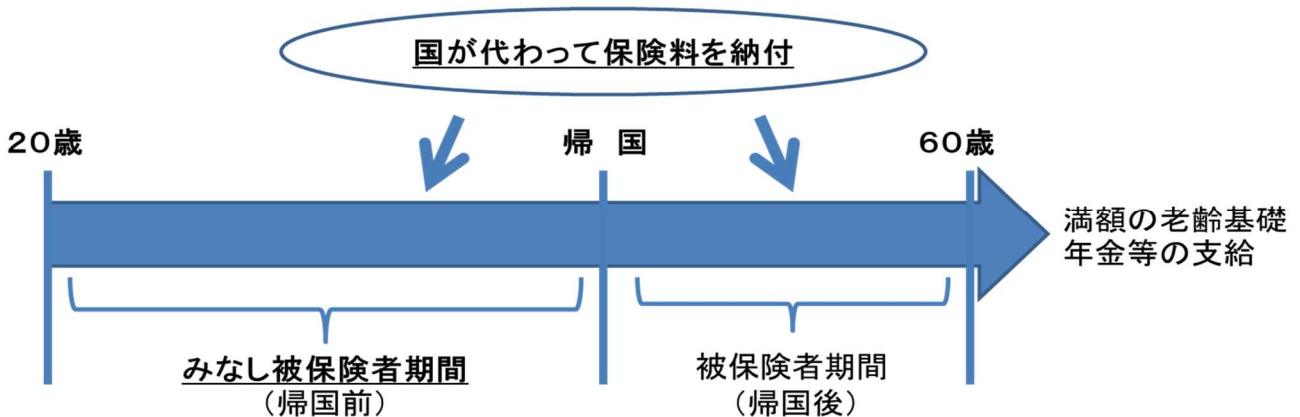 国が代わって保険料を納付
20歳
帰 国
60歳
満額の老齢基礎
年金等の支給
みなし被保険者期間
（帰国前）
被保険者期間
（帰国後）